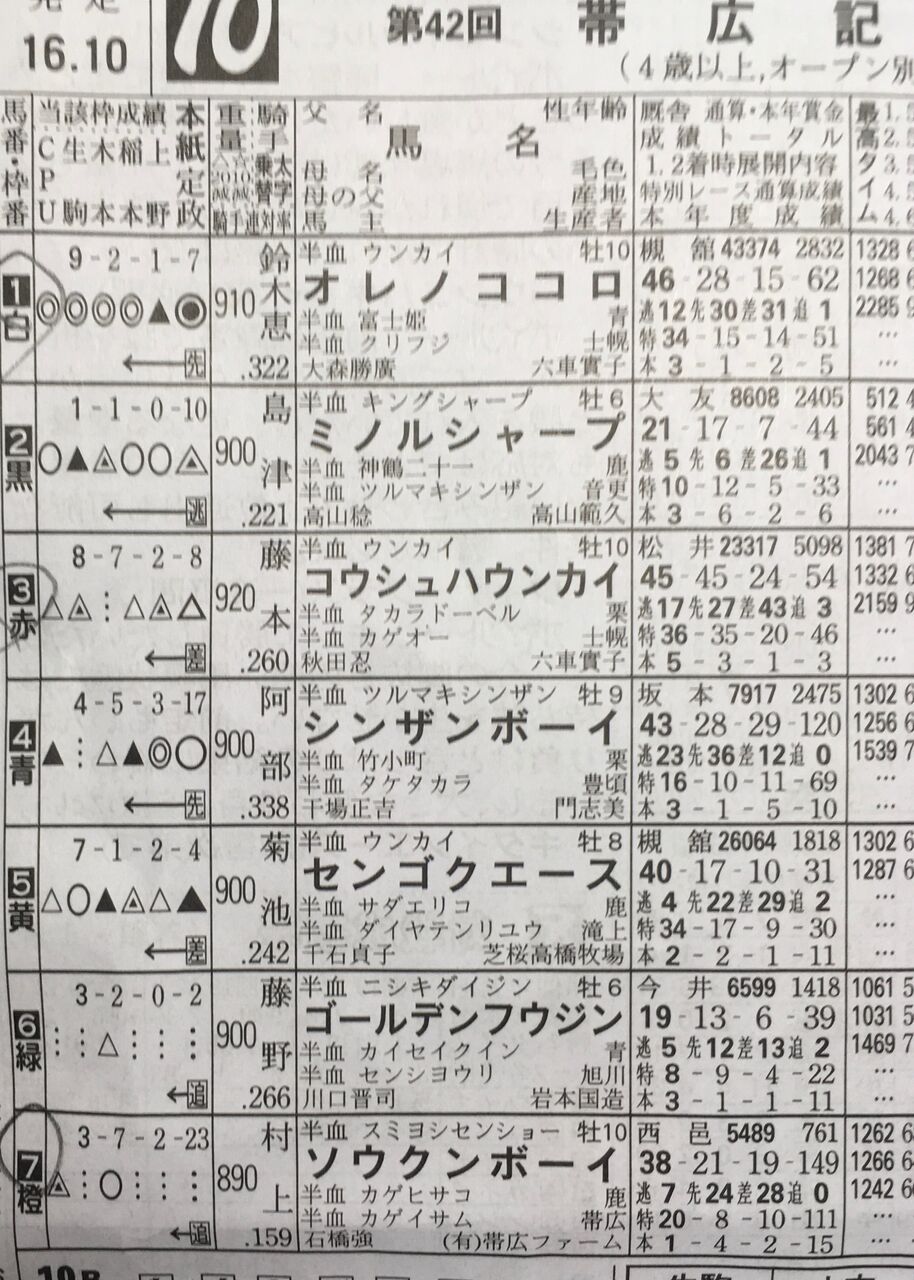 発走
16.10
10
第42回 帯広記
(4歳以上,オープン別
馬番・枠番
当該枠成績
CPU 生駒 木本 稲本 上野
本紙定政
重量
騎手
父名 性年齢
馬名
母名 毛色
母の父 産地
馬主 生産者
厩舎 通算・本年賞金
成績トータル
1,2着時展開内容
特別レース通算成績
本年度成績
最高タイム
1 白
9-2-1-7
◎◎◎◎▲◉
←先
910
鈴木恵
.322
半血 ウンカイ 牡10
オレノココロ
半血 富士姫 青
半血 クリフジ 士幌
大森勝廣 六車實子
槻舘 43374 2832
46-28-15-62
逃12先30差31追1
特34-15-14-51
本3-1-2-5
1328
1268
2285
…
2 黒
1-1-0-10
←逃
900
島津
.221
半血 キングシャープ 牡6
ミノルシャープ
半血 神鶴二十一 鹿
半血 ツルマキシンザン 音更
高山稔 高山範久
大友 8608 2405
21-17-7-44
逃5先6差26追1
特10-12-5-33
本3-6-2-6
512
561
2043
…
3 赤
8-7-2-8
←差
920
藤本
.260
半血 ウンカイ 牡10
コウシュハウンカイ
半血 タカラドーベル 栗
半血 カゲオー 士幌
秋田忍 六車實子
松井 23317 5098
45-45-24-54
逃17先27差43追3
特36-35-20-46
本5-3-1-3
1381
1332
2159
…
4 青
4-5-3-17
▲⋮△▲◎○
←先
900
阿部
.338
半血 ツルマキシンザン 牡9
シンザンボーイ
半血 竹小町 栗
半血 タケタカラ 豊頃
干場正吉 門志美
坂本 7917 2475
43-28-29-120
逃23先36差12追0
特16-10-11-69
本3-1-5-10
1302
1256
1539
…
5 黄
7-1-2-4
←差
900
菊池
.242
半血 ウンカイ 牡8
センゴクエース
半血 サダエリコ 鹿
半血 ダイヤテンリユウ 滝上
千石貞子 芝桜高橋牧場
槻舘 26064 1818
40-17-10-31
逃4先22差29追2
特34-17-9-30
本2-2-1-11
1302
1287
…
6 緑
3-2-0-2
⋮⋮△⋮⋮⋮
←追
900
藤野
.266
半血 ニシキダイジン 牡6
ゴールデンフウジン
半血 カイセイクイン 青
半血 センショウリ 旭川
川口晋司 岩本国造
今井 6599 1418
19-13-6-39
逃5先12差13追2
特8-9-4-22
本3-1-1-11
1061
1031
1469
…
7 橙
3-7-2-23
←追
890
村上
.159
半血 スミヨシセンショー 牡10
ソウクンボーイ
半血 カゲヒサコ 鹿
半血 カゲイサム 帯広
石橋強 (有)帯広ファーム
西邑 5489 761
38-21-19-149
逃7先24差28追0
特20-8-10-111
本1-4-2-15
1262
1266
1242
…
10R